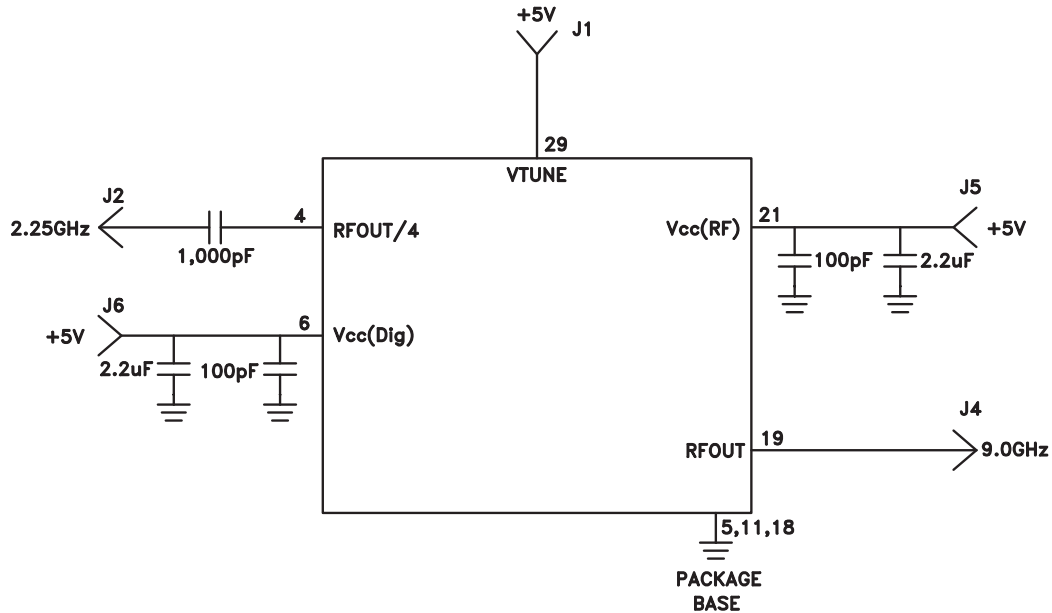 +5V
J1
29
VTUNE
J2
2.25GHz
4
RFOUT/4
1,000pF
J6
+5V
6
Vcc(Dig)
2.2uF
100pF
J5
Vcc(RF)
21
+5V
100pF
2.2uF
J4
RFOUT
19
9.0GHz
5,11,18
PACKAGE
BASE